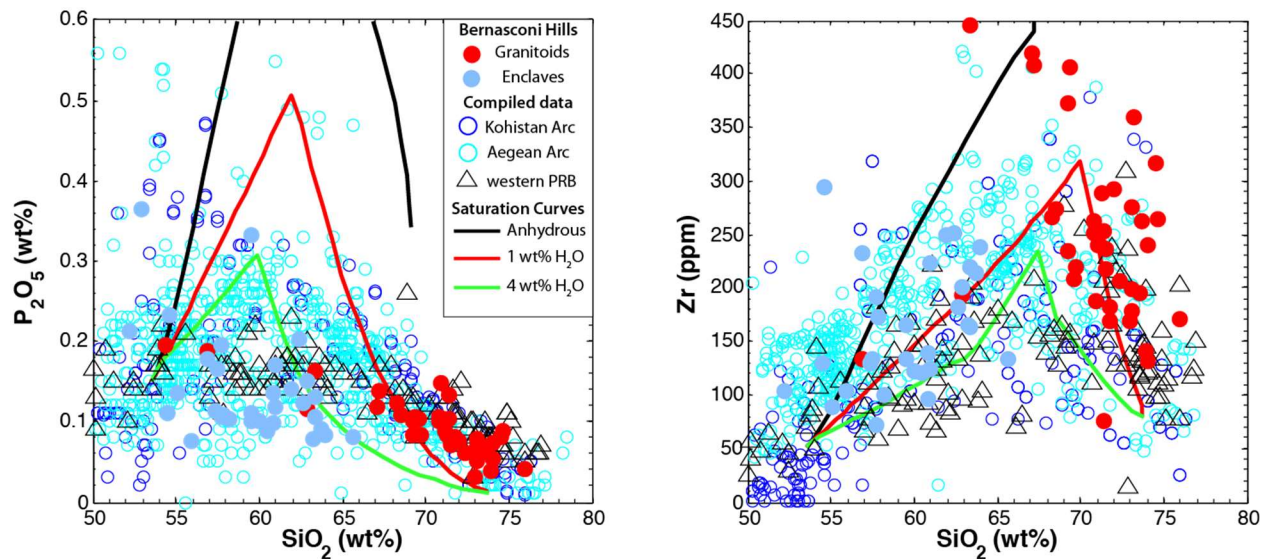 0.6
0.5
0.4
0.3
0.2
0.1
0
P₂O₅ (wt%)
50
55
60
65
70
75
80
SiO₂ (wt%)
Bernasconi Hills
Granitoids
Enclaves
Compiled data
Kohistan Arc
Aegean Arc
western PRB
Saturation Curves
Anhydrous
1 wt% H₂O
4 wt% H₂O
450
400
350
300
250
200
150
100
50
0
Zr (ppm)
50
55
60
65
70
75
80
SiO₂ (wt%)